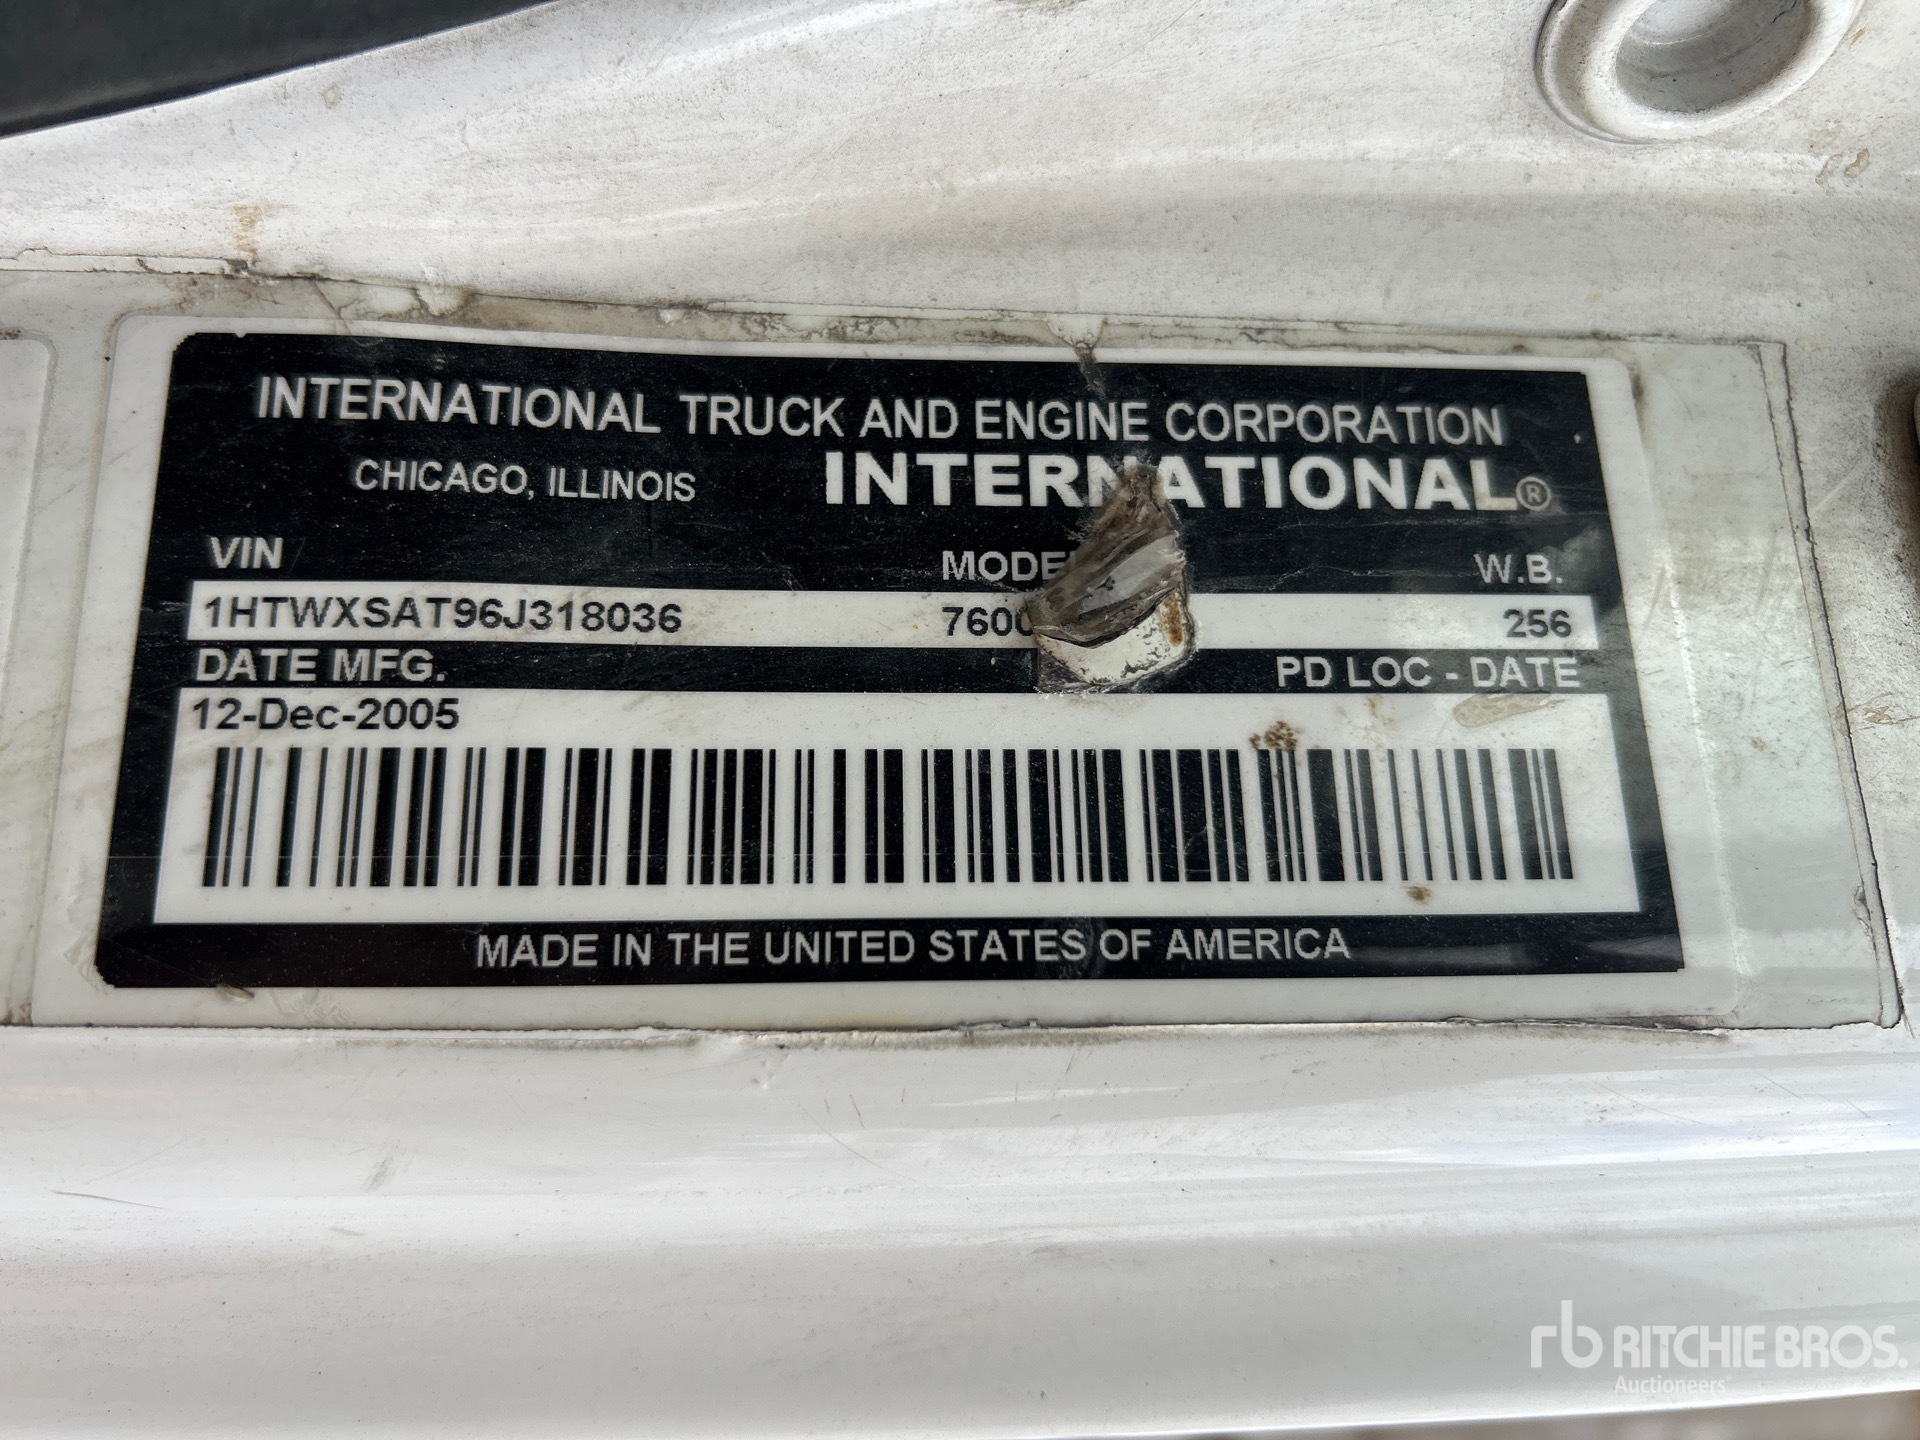 INTERNATIONAL TRUCK AND ENGINE CORPORATION
CHICAGO, ILLINOIS INTERNATIONAL®
VIN W.B.
1HTWXSAT96J318036 256
DATE MFG. PD LOC - DATE
12-Dec-2005
MADE IN THE UNITED STATES OF AMERICA
rb RITCHIE BROS.
Auctioneers